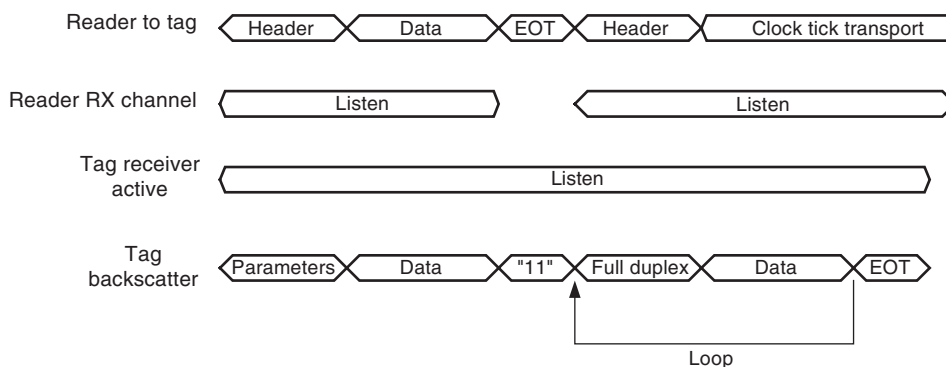 Reader to tag
Header Data EOT Header Clock tick transport
Reader RX channel
Listen Listen
Tag receiver
active
Listen
Tag
backscatter
Parameters Data "11" Full duplex Data EOT
Loop